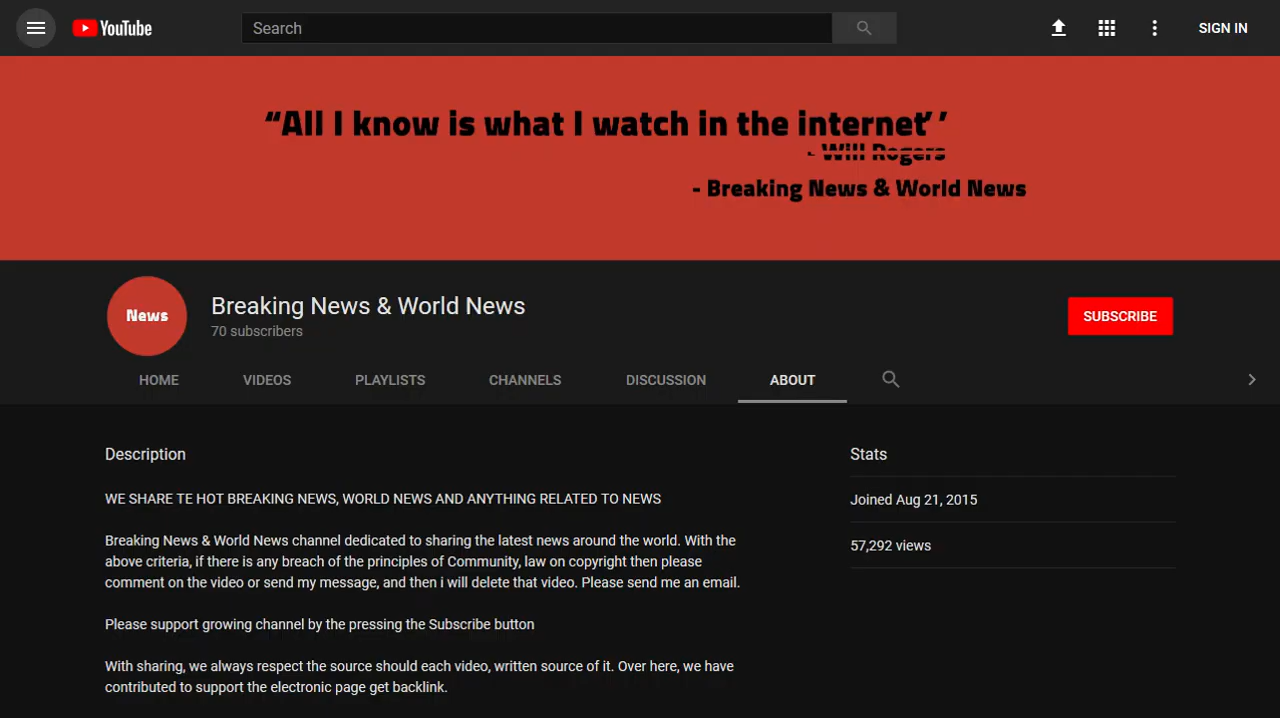 YouTube
Search
SIGN IN
“All I know is what I watch in the internet’’
- Will Rogers
- Breaking News & World News
News
Breaking News & World News
70 subscribers
SUBSCRIBE
HOME VIDEOS PLAYLISTS CHANNELS DISCUSSION ABOUT
Description
WE SHARE TE HOT BREAKING NEWS, WORLD NEWS AND ANYTHING RELATED TO NEWS
Breaking News & World News channel dedicated to sharing the latest news around the world. With the
above criteria, if there is any breach of the principles of Community, law on copyright then please
comment on the video or send my message, and then i will delete that video. Please send me an email.
Please support growing channel by the pressing the Subscribe button
With sharing, we always respect the source should each video, written source of it. Over here, we have
contributed to support the electronic page get backlink.
Stats
Joined Aug 21, 2015
57,292 views